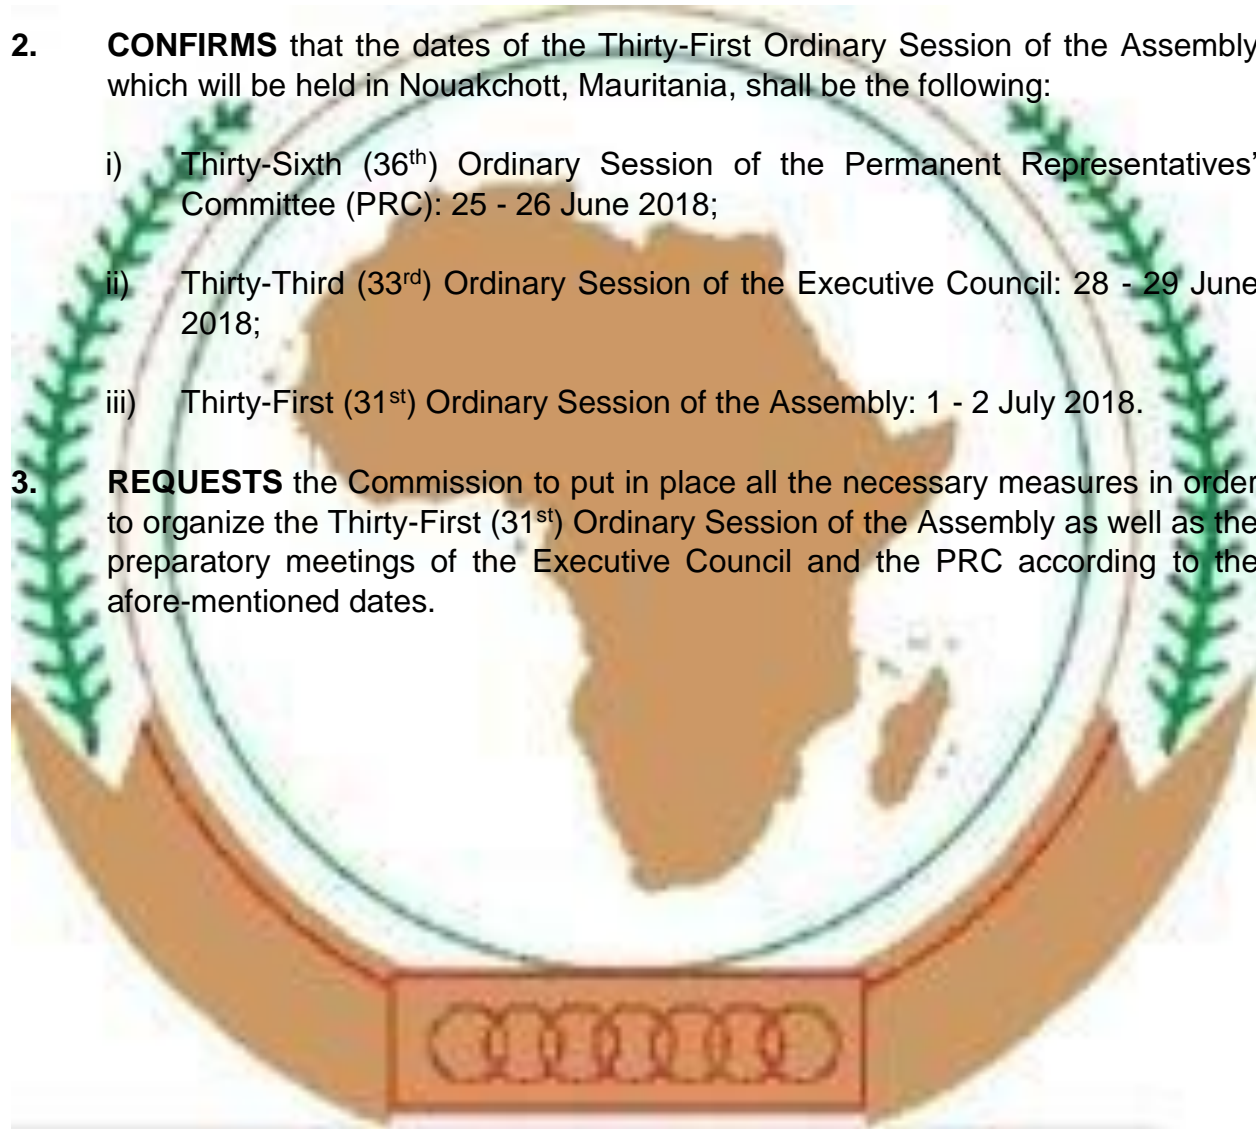 2. CONFIRMS that the dates of the Thirty-First Ordinary Session of the Assembly
which will be held in Nouakchott, Mauritania, shall be the following:
i) Thirty-Sixth (36th) Ordinary Session of the Permanent Representatives’
Committee (PRC): 25 - 26 June 2018;
ii) Thirty-Third (33rd) Ordinary Session of the Executive Council: 28 - 29 June
2018;
iii) Thirty-First (31st) Ordinary Session of the Assembly: 1 - 2 July 2018.
3. REQUESTS the Commission to put in place all the necessary measures in order
to organize the Thirty-First (31st) Ordinary Session of the Assembly as well as the
preparatory meetings of the Executive Council and the PRC according to the
afore-mentioned dates.